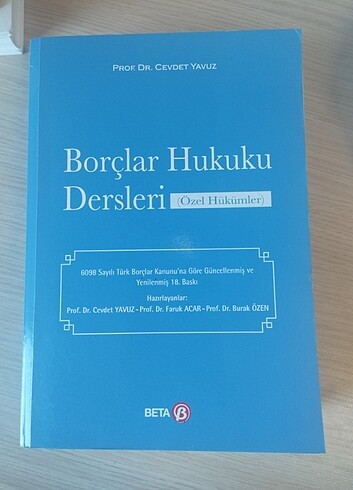 PROF. DR. CEVDET YAVUZ
Borçlar Hukuku
Dersleri (Özel Hükümler)
6098 Sayılı Türk Borçlar Kanunu'na Göre Güncellenmiş ve
Yenilenmiş 18. Baskı
Hazırlayanlar:
Prof. Dr. Cevdet YAVUZ - Prof. Dr. Faruk ACAR - Prof. Dr. Burak ÖZEN
BETA B